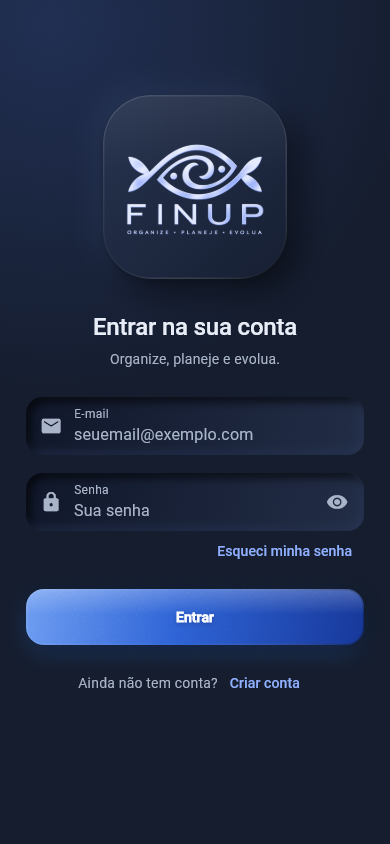 FINUP
ORGANIZE • PLANEJE • EVOLUA
Entrar na sua conta
Organize, planeje e evolua.
E-mail
seuemail@exemplo.com
Senha
Sua senha
Esqueci minha senha
Entrar
Ainda não tem conta? Criar conta